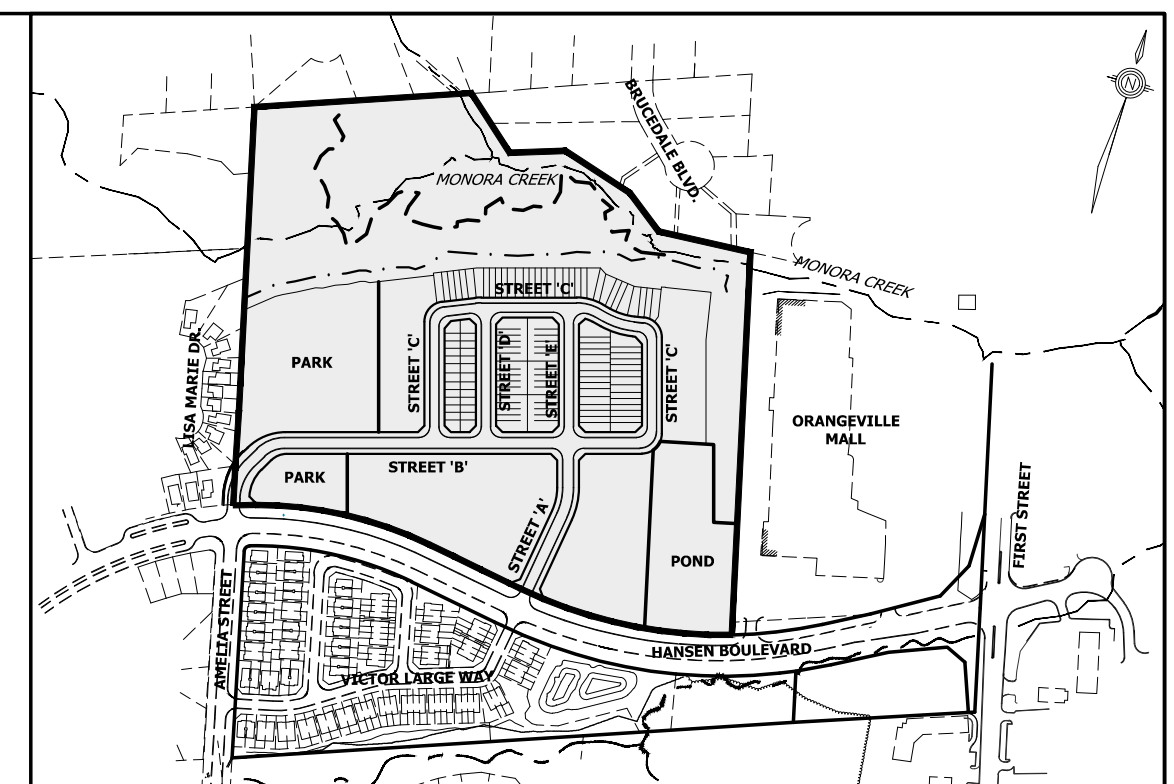 BRUCEDALE BLVD.
MONORA CREEK
MONORA CREEK
STREET 'C'
LISA MARIE DR.
PARK
STREET 'C'
STREET 'D'
STREET 'E'
STREET 'C'
ORANGEVILLE
MALL
PARK
STREET 'B'
STREET 'A'
FIRST STREET
POND
AMELIA STREET
HANSEN BOULEVARD
VICTOR LARGE WAY